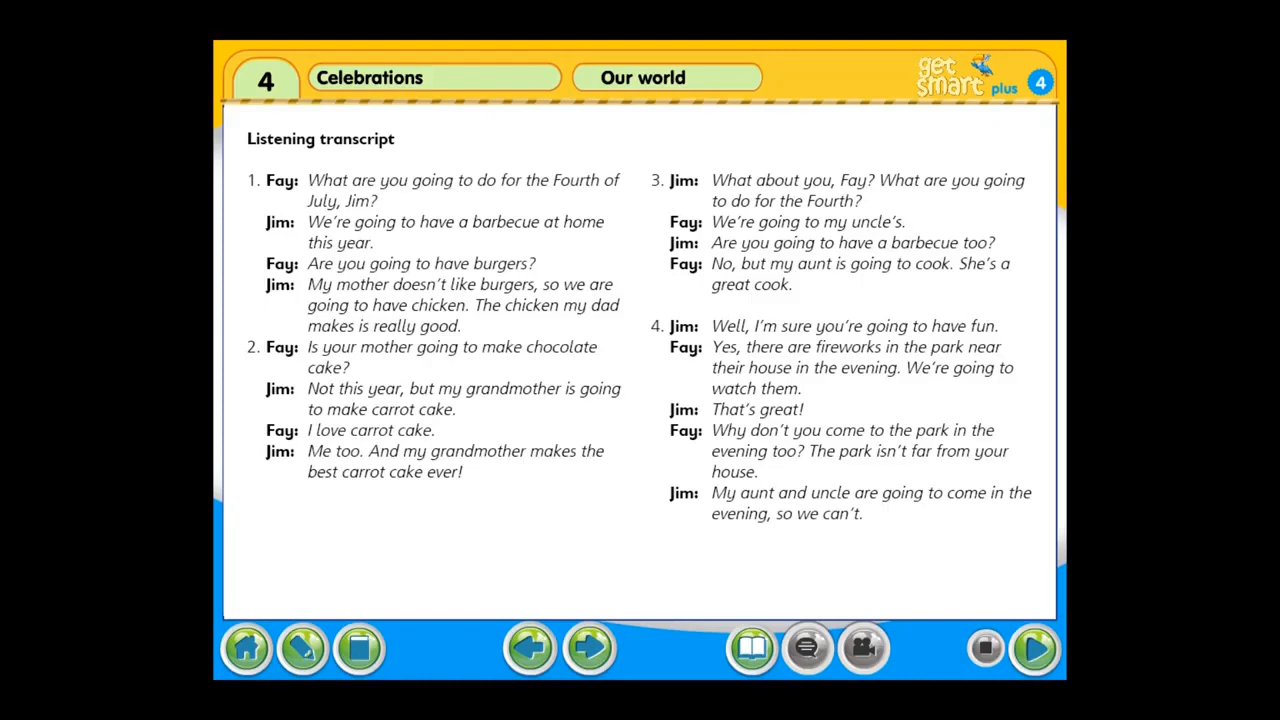 4
Celebrations
Our world
get smart plus 4
Listening transcript
1. Fay: What are you going to do for the Fourth of
July, Jim?
Jim: We're going to have a barbecue at home
this year.
Fay: Are you going to have burgers?
Jim: My mother doesn't like burgers, so we are
going to have chicken. The chicken my dad
makes is really good.
2. Fay: Is your mother going to make chocolate
cake?
Jim: Not this year, but my grandmother is going
to make carrot cake.
Fay: I love carrot cake.
Jim: Me too. And my grandmother makes the
best carrot cake ever!
3. Jim: What about you, Fay? What are you going
to do for the Fourth?
Fay: We're going to my uncle's.
Jim: Are you going to have a barbecue too?
Fay: No, but my aunt is going to cook. She's a
great cook.
4. Jim: Well, I'm sure you're going to have fun.
Fay: Yes, there are fireworks in the park near
their house in the evening. We're going to
watch them.
Jim: That's great!
Fay: Why don't you come to the park in the
evening too? The park isn't far from your
house.
Jim: My aunt and uncle are going to come in the
evening, so we can't.